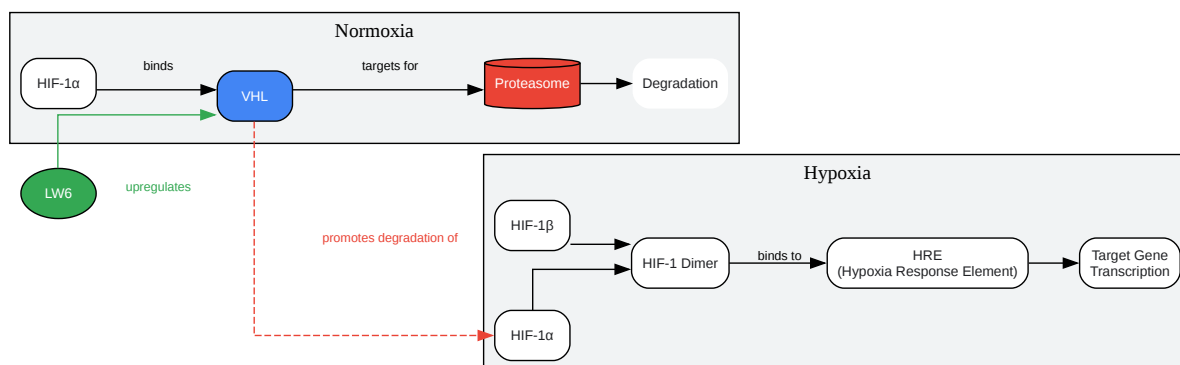 Normoxia
HIF-1α
binds
VHL
targets for
Proteasome
Degradation
LW6
upregulates
promotes degradation of
Hypoxia
HIF-1β
HIF-1α
HIF-1 Dimer
binds to
HRE
(Hypoxia Response Element)
Target Gene
Transcription